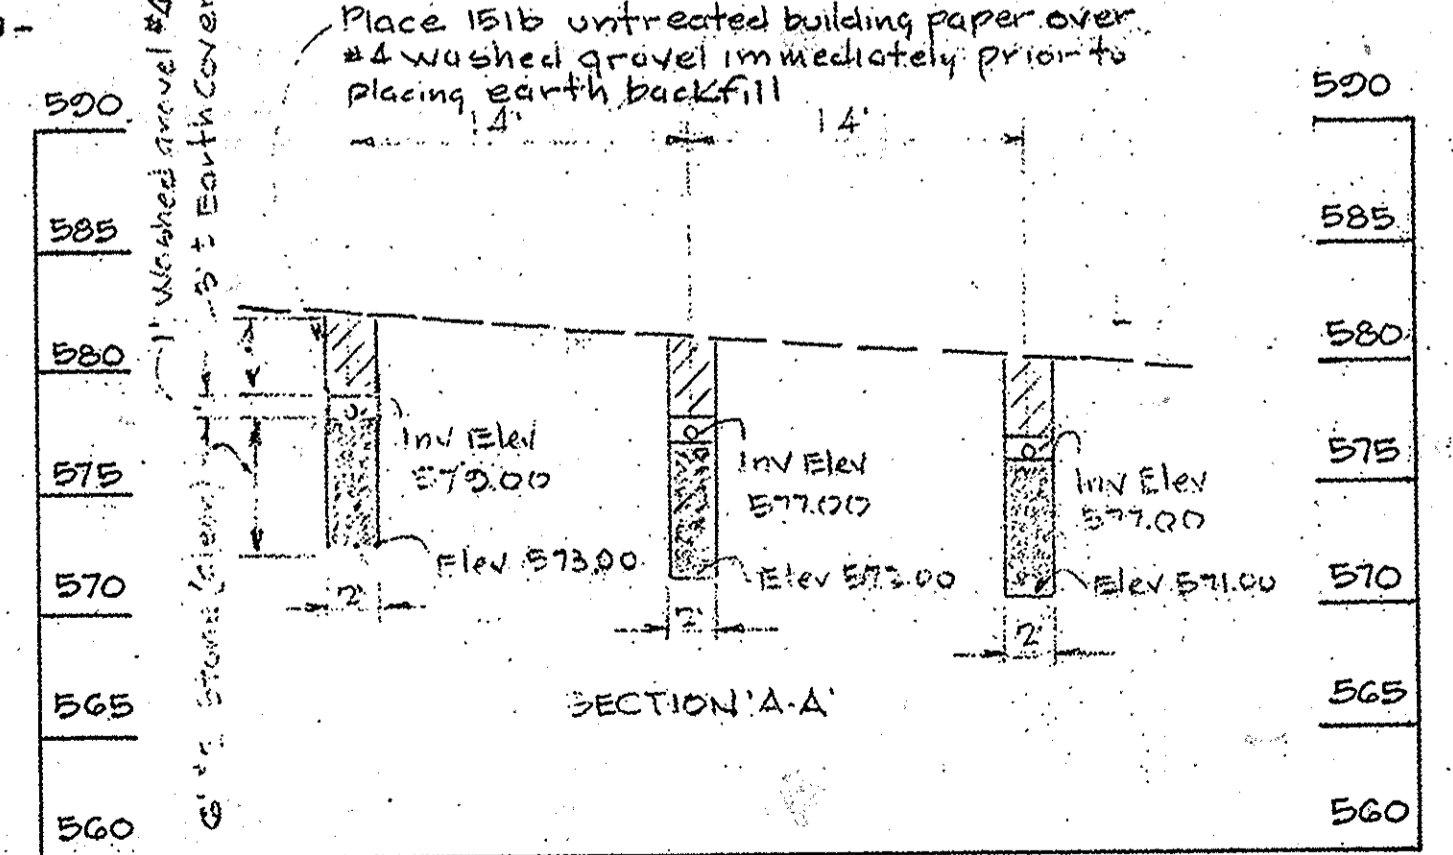 Place 15lb untreated building paper over
#4 washed gravel immediately prior to
placing earth backfill
14' 14'
590 590
585 585
580 580
575 575
570 570
565 565
560 560
1' Washed gravel #4
3' ± Earth Cover
Inv Elev
Inv Elev
577.00
Inv Elev
577.00
Elev 573.00
Elev
Elev 571.00
2'
2'
2'
SECTION 'A-A'